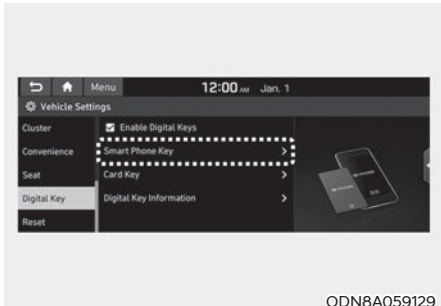 Menu
12:00 AM Jan. 1
Vehicle Settings
Cluster
Enable Digital Keys
Convenience
Smart Phone Key
Seat
Card Key
Digital Key
Digital Key Information
Reset
ODN8A059129